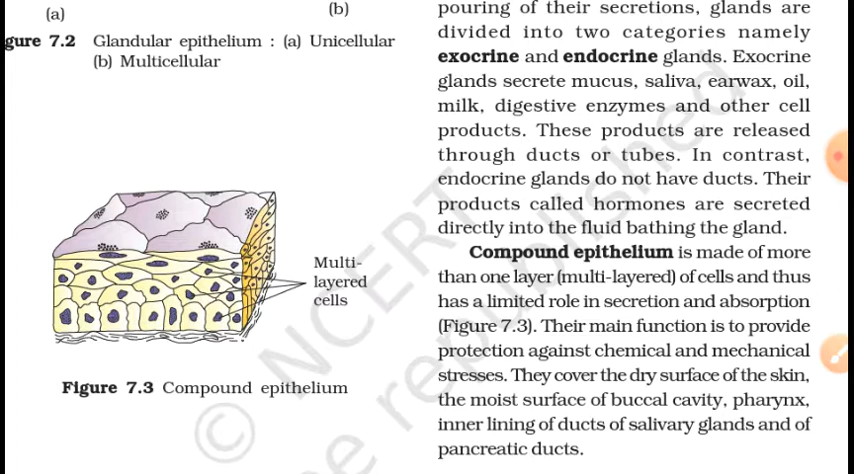 (a)
(b)
gure 7.2 Glandular epithelium : (a) Unicellular
(b) Multicellular
Multi-
layered
cells
Figure 7.3 Compound epithelium
pouring of their secretions, glands are
divided into two categories namely
exocrine and endocrine glands. Exocrine
glands secrete mucus, saliva, earwax, oil,
milk, digestive enzymes and other cell
products. These products are released
through ducts or tubes. In contrast,
endocrine glands do not have ducts. Their
products called hormones are secreted
directly into the fluid bathing the gland.
Compound epithelium is made of more
than one layer (multi-layered) of cells and thus
has a limited role in secretion and absorption
(Figure 7.3). Their main function is to provide
protection against chemical and mechanical
stresses. They cover the dry surface of the skin,
the moist surface of buccal cavity, pharynx,
inner lining of ducts of salivary glands and of
pancreatic ducts.
© NCERT
e republished